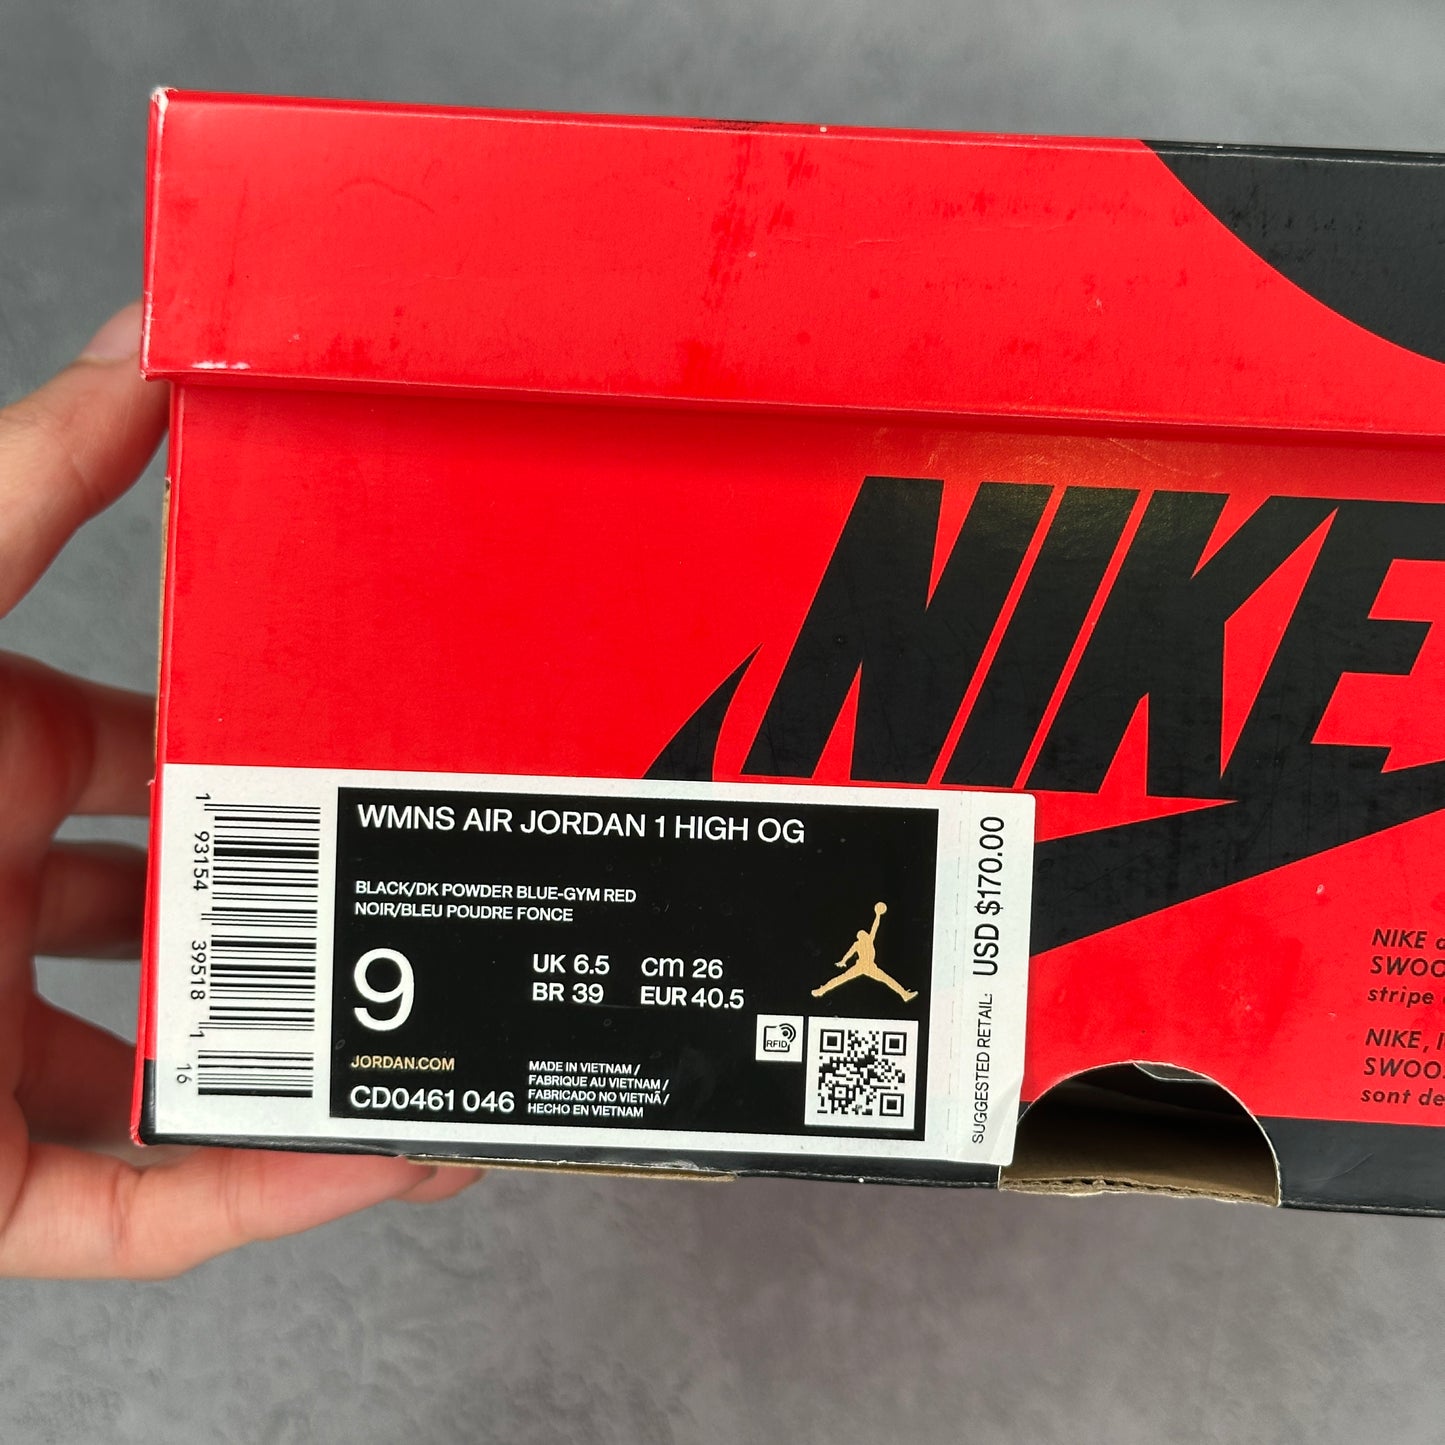 NIKE
NIKE
SWOO
stripe
NIKE, I
SWOOS
sont de
1 93154 39518 1 16
WMNS AIR JORDAN 1 HIGH OG
BLACK/DK POWDER BLUE-GYM RED
NOIR/BLEU POUDRE FONCE
9
UK 6.5 cm 26
BR 39 EUR 40.5
RFID
JORDAN.COM
CD0461 046
MADE IN VIETNAM /
FABRIQUE AU VIETNAM /
FABRICADO NO VIETNÃ /
HECHO EN VIETNAM
SUGGESTED RETAIL: USD $170.00